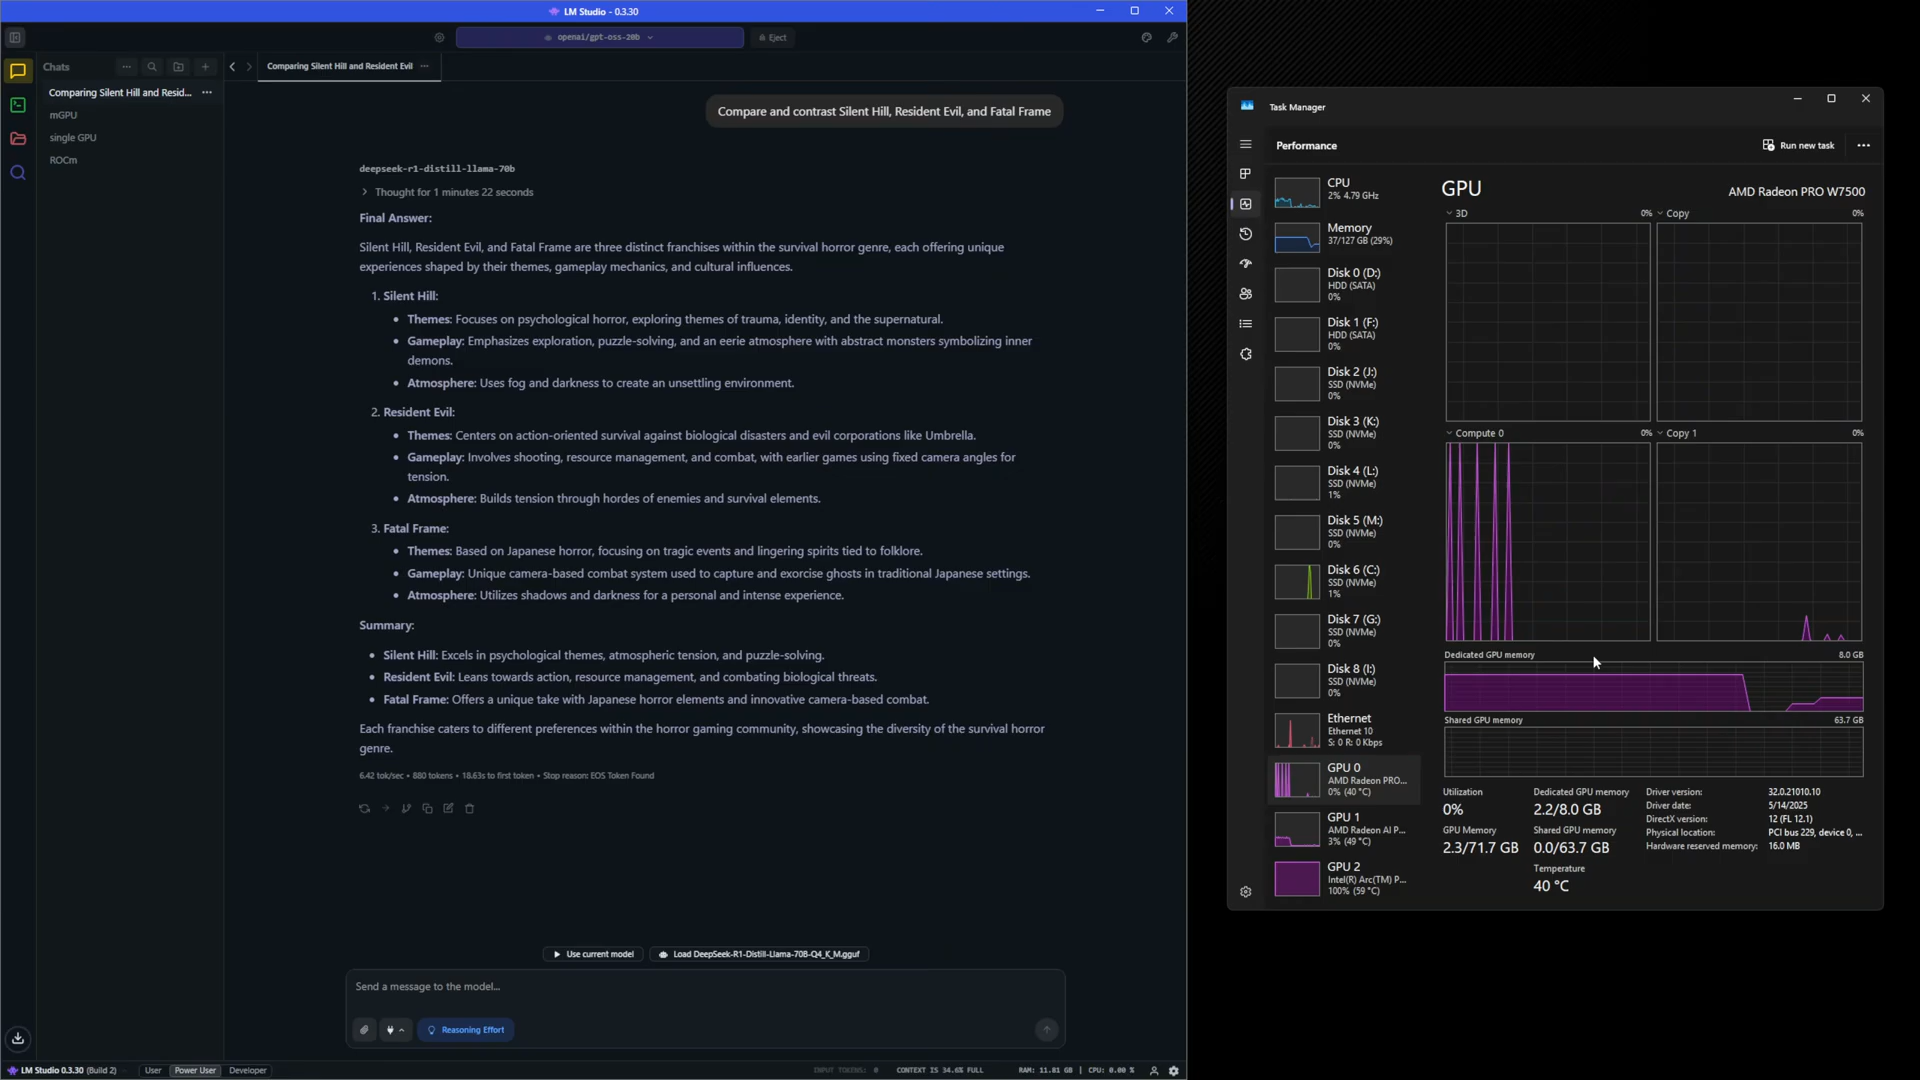 LM Studio - 0.3.30
openai/gpt-oss-20b
Eject
Chats
Comparing Silent Hill and Resident Evil
Comparing Silent Hill and Resid...
mGPU
single GPU
ROCm
Compare and contrast Silent Hill, Resident Evil, and Fatal Frame
deepseek-r1-distill-llama-70b
Thought for 1 minutes 22 seconds
Final Answer:
Silent Hill, Resident Evil, and Fatal Frame are three distinct franchises within the survival horror genre, each offering unique
experiences shaped by their themes, gameplay mechanics, and cultural influences.
1. Silent Hill:
• Themes: Focuses on psychological horror, exploring themes of trauma, identity, and the supernatural.
• Gameplay: Emphasizes exploration, puzzle-solving, and an eerie atmosphere with abstract monsters symbolizing inner
demons.
• Atmosphere: Uses fog and darkness to create an unsettling environment.
2. Resident Evil:
• Themes: Centers on action-oriented survival against biological disasters and evil corporations like Umbrella.
• Gameplay: Involves shooting, resource management, and combat, with earlier games using fixed camera angles for
tension.
• Atmosphere: Builds tension through hordes of enemies and survival elements.
3. Fatal Frame:
• Themes: Based on Japanese horror, focusing on tragic events and lingering spirits tied to folklore.
• Gameplay: Unique camera-based combat system used to capture and exorcise ghosts in traditional Japanese settings.
• Atmosphere: Utilizes shadows and darkness for a personal and intense experience.
Summary:
• Silent Hill: Excels in psychological themes, atmospheric tension, and puzzle-solving.
• Resident Evil: Leans towards action, resource management, and combating biological threats.
• Fatal Frame: Offers a unique take with Japanese horror elements and innovative camera-based combat.
Each franchise caters to different preferences within the horror gaming community, showcasing the diversity of the survival horror
genre.
6.42 tok/sec • 880 tokens • 18.63s to first token • Stop reason: EOS Token Found
Use current model
Load DeepSeek-R1-Distill-Llama-70B-Q4_K_M.gguf
Send a message to the model...
Reasoning Effort
LM Studio 0.3.30 (Build 2)
User
Power User
Developer
INPUT TOKENS: 0
CONTEXT IS 34.6% FULL
RAM: 11.81 GB | CPU: 0.00 %
Task Manager
Performance
Run new task
CPU
2% 4.79 GHz
Memory
37/127 GB (29%)
Disk 0 (D:)
HDD (SATA)
0%
Disk 1 (F:)
HDD (SATA)
0%
Disk 2 (J:)
SSD (NVMe)
0%
Disk 3 (K:)
SSD (NVMe)
0%
Disk 4 (L:)
SSD (NVMe)
1%
Disk 5 (M:)
SSD (NVMe)
0%
Disk 6 (C:)
SSD (NVMe)
1%
Disk 7 (G:)
SSD (NVMe)
0%
Disk 8 (I:)
SSD (NVMe)
0%
Ethernet
Ethernet 10
S: 0 R: 0 Kbps
GPU 0
AMD Radeon PRO...
0% (40 °C)
GPU 1
AMD Radeon AI P...
3% (49 °C)
GPU 2
Intel(R) Arc(TM) P...
100% (59 °C)
GPU
AMD Radeon PRO W7500
3D 0%
Copy 0%
Compute 0 0%
Copy 1 0%
Dedicated GPU memory 8.0 GB
Shared GPU memory 63.7 GB
Utilization
0%
Dedicated GPU memory
2.2/8.0 GB
GPU Memory
2.3/71.7 GB
Shared GPU memory
0.0/63.7 GB
Temperature
40 °C
Driver version: 32.0.21010.10
Driver date: 5/14/2025
DirectX version: 12 (FL 12.1)
Physical location: PCI bus 229, device 0, ...
Hardware reserved memory: 16.0 MB